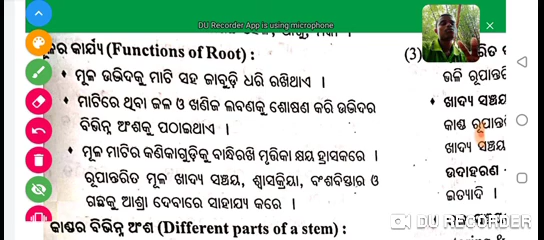 DU Recorder App is using microphone
ମୂଳର କାର୍ଯ୍ୟ (Functions of Root) :
♦ ମୂଳ ଉଦ୍ଭିଦକୁ ମାଟି ସହ ଜାବୁଡ଼ି ଧରି ରଖିଥାଏ ।
♦ ମାଟିରେ ଥିବା ଜଳ ଓ ଖଣିଜ ଲବଣକୁ ଶୋଷଣ କରି ଉଦ୍ଭିଦର
ବିଭିନ୍ନ ଅଂଶକୁ ପଠାଇଥାଏ ।
♦ ମୂଳ ମାଟିର କଣିକାଗୁଡ଼ିକୁ ବାନ୍ଧିରଖି ମୃତ୍ତିକା କ୍ଷୟ ହ୍ରାସକରେ ।
ରୂପାନ୍ତରିତ ମୂଳ ଖାଦ୍ୟ ସଞ୍ଚୟ, ଶ୍ୱାସକ୍ରିୟା, ବଂଶବିସ୍ତାର ଓ
ଗଛକୁ ଆଶ୍ରା ଦେବାରେ ସାହାଯ୍ୟ କରେ ।
କାଣ୍ଡର ବିଭିନ୍ନ ଅଂଶ (Different parts of a stem) :
(3)
ଭଳି
♦ ଖାଦ୍ୟ ସଞ୍ଚୟ
କାଣ୍ଡ
ଖାଦ୍ୟ ସଞ୍ଚୟ
ଉଦାହରଣ
ଇତ୍ୟାଦି ।
DU RECORDER